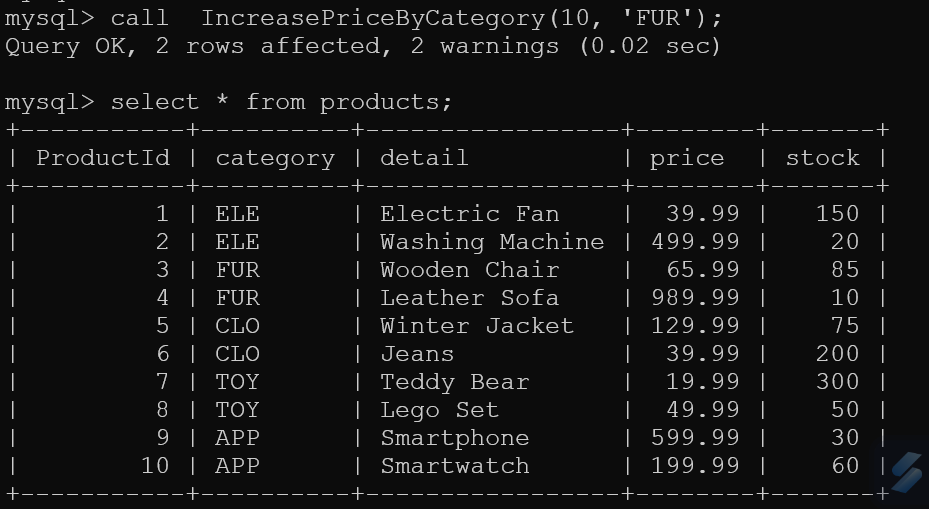 mysql> call  IncreasePriceByCategory(10, 'FUR');
Query OK, 2 rows affected, 2 warnings (0.02 sec)
mysql> select * from products;
+-----------+----------+-----------------+--------+-------+
| ProductId | category | detail          | price  | stock |
+-----------+----------+-----------------+--------+-------+
|         1 | ELE      | Electric Fan    |  39.99 |   150 |
|         2 | ELE      | Washing Machine | 499.99 |    20 |
|         3 | FUR      | Wooden Chair    |  65.99 |    85 |
|         4 | FUR      | Leather Sofa    | 989.99 |    10 |
|         5 | CLO      | Winter Jacket   | 129.99 |    75 |
|         6 | CLO      | Jeans           |  39.99 |   200 |
|         7 | TOY      | Teddy Bear      |  19.99 |   300 |
|         8 | TOY      | Lego Set        |  49.99 |    50 |
|         9 | APP      | Smartphone      | 599.99 |    30 |
|        10 | APP      | Smartwatch      | 199.99 |    60 |
+-----------+----------+-----------------+--------+-------+